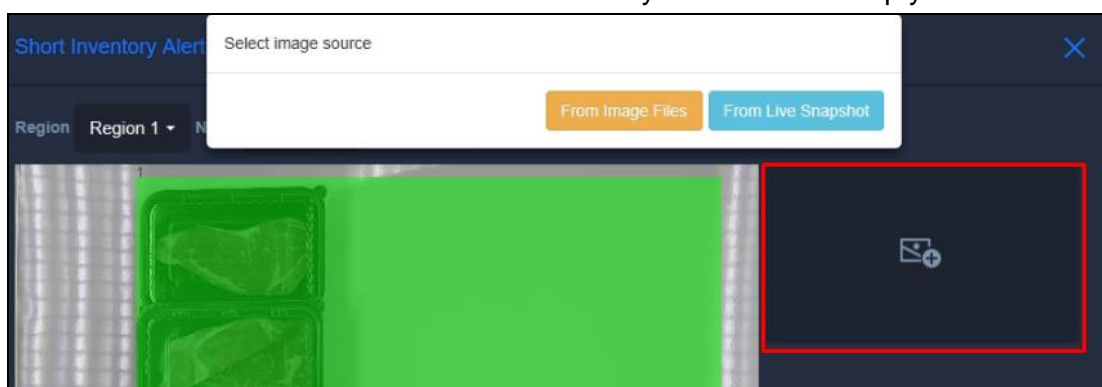 Short Inventory Alert
Select image source
From Image Files
From Live Snapshot
Region
Region 1
N
1